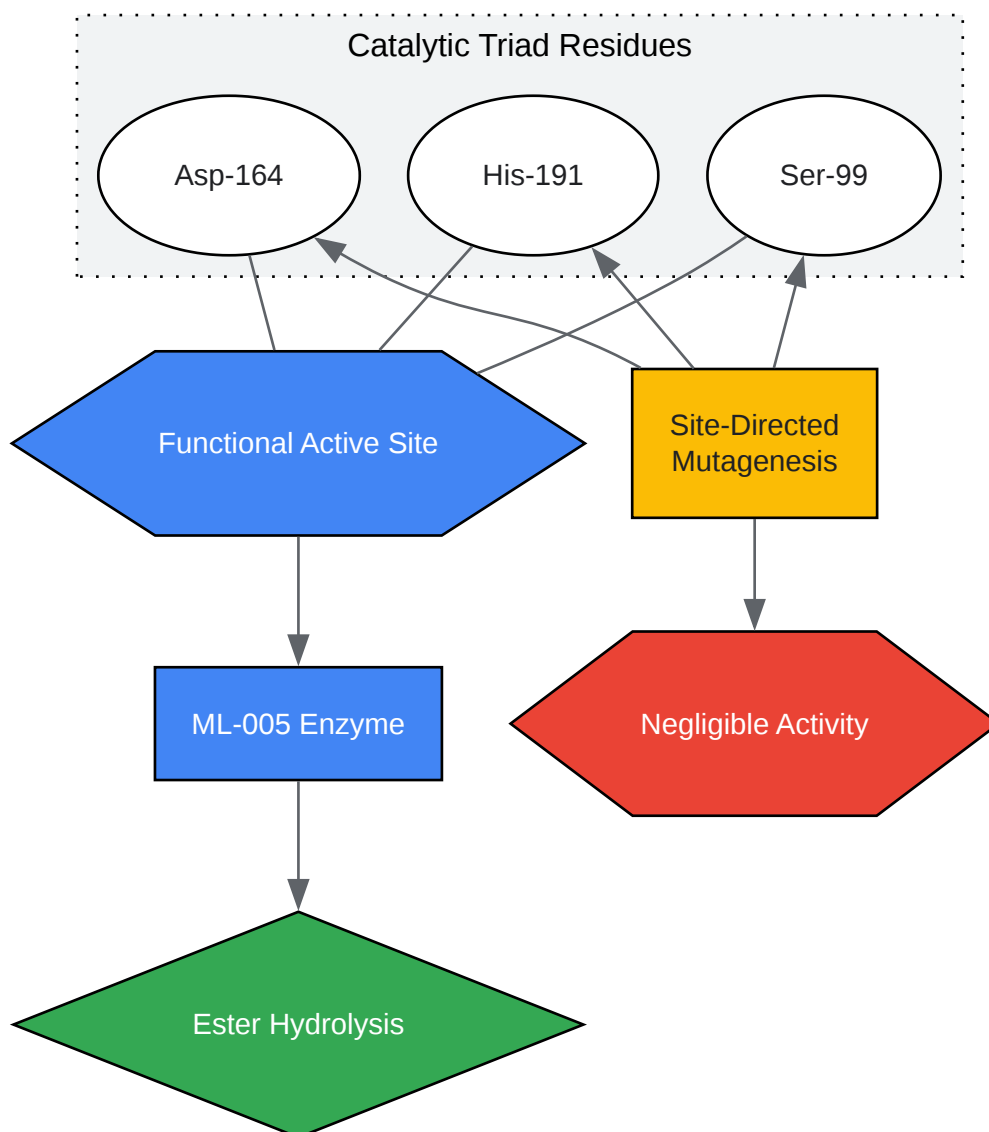 Catalytic Triad Residues
Asp-164
His-191
Ser-99
Functional Active Site
Site-Directed
Mutagenesis
ML-005 Enzyme
Negligible Activity
Ester Hydrolysis